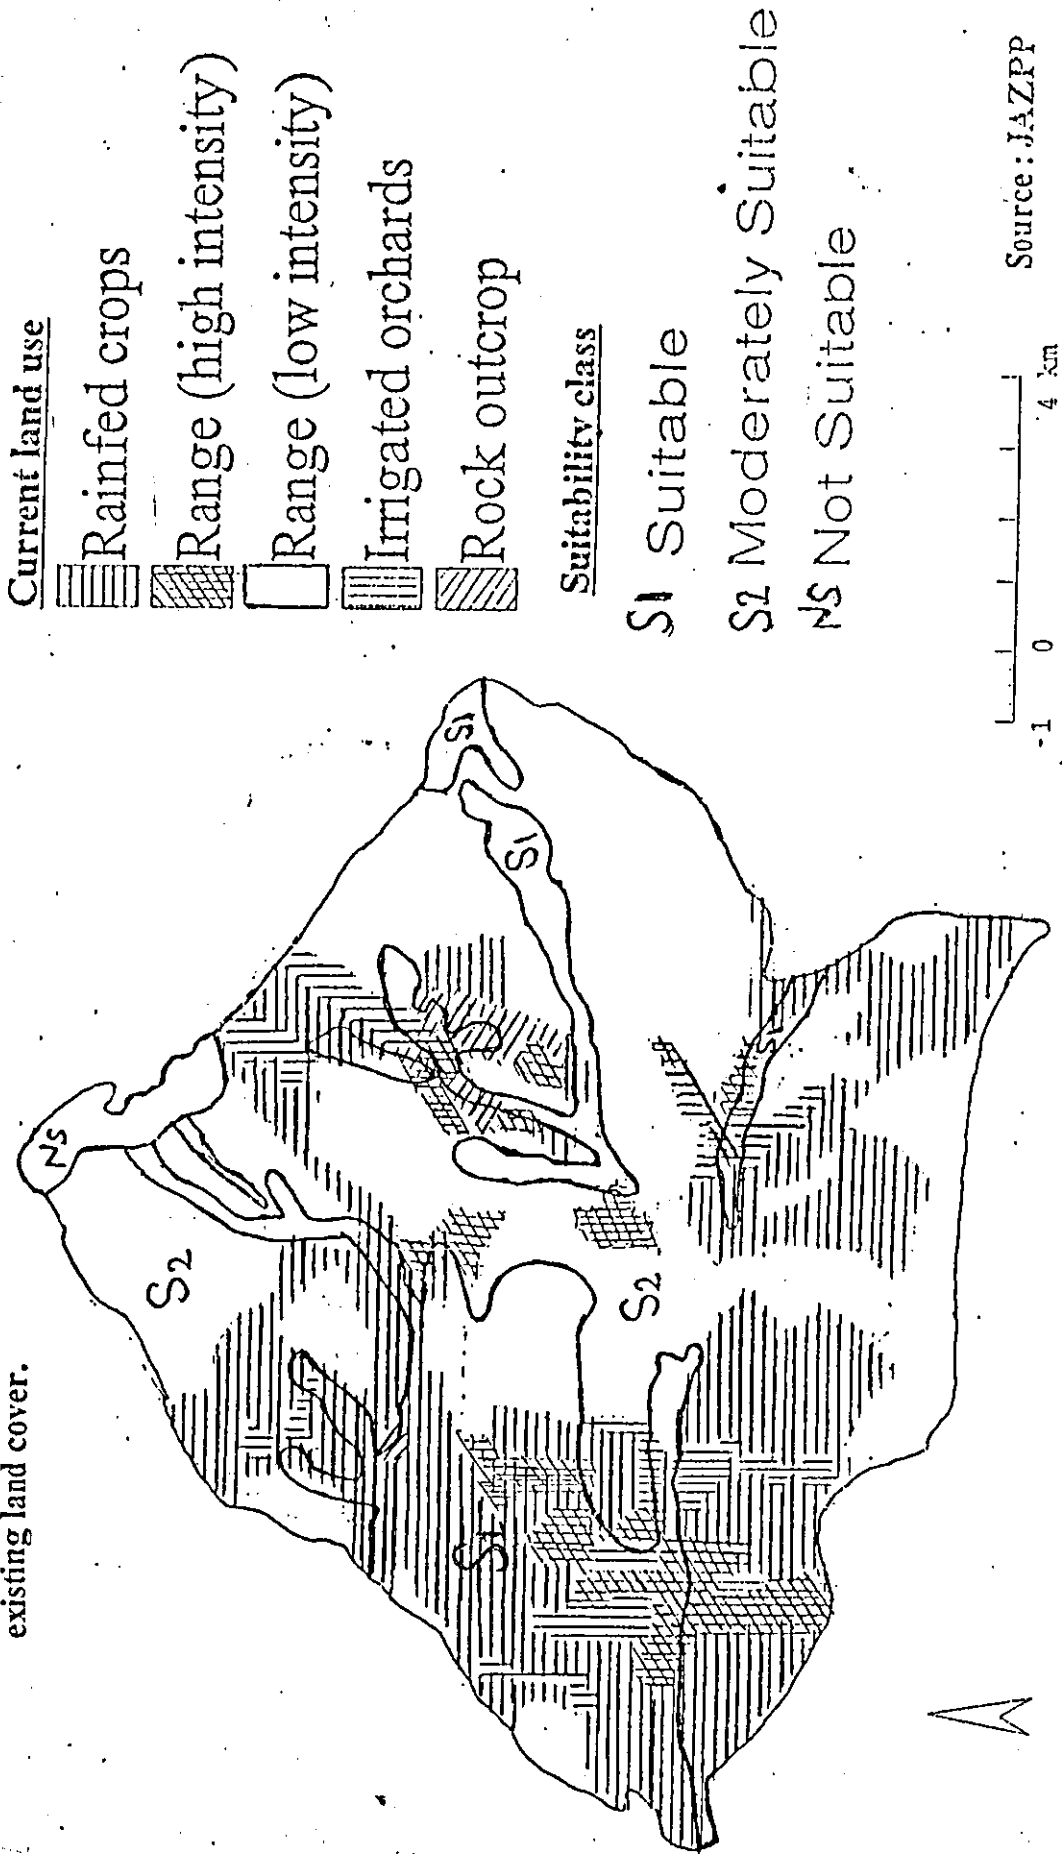 existing land cover.
Current land use
Rainfed crops
Range (high intensity)
Range (low intensity)
Irrigated orchards
Rock outcrop
Suitability class
S1 Suitable
S2 Moderately Suitable
NS Not Suitable
-1 0 4 km
Source : JAZPP
NS
S2
S1
S1
S1
S2
S1